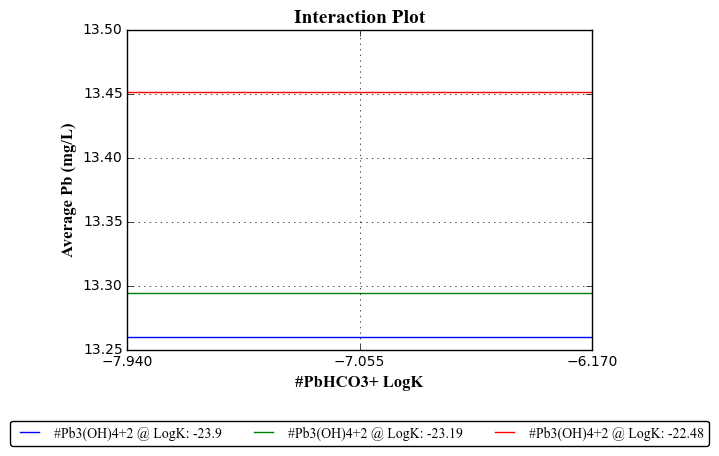 Interaction Plot
13.50
13.45
13.40
13.35
13.30
13.25
Average Pb (mg/L)
−7.940 −7.055 −6.170
#PbHCO3+ LogK
#Pb3(OH)4+2 @ LogK: -23.9 #Pb3(OH)4+2 @ LogK: -23.19 #Pb3(OH)4+2 @ LogK: -22.48